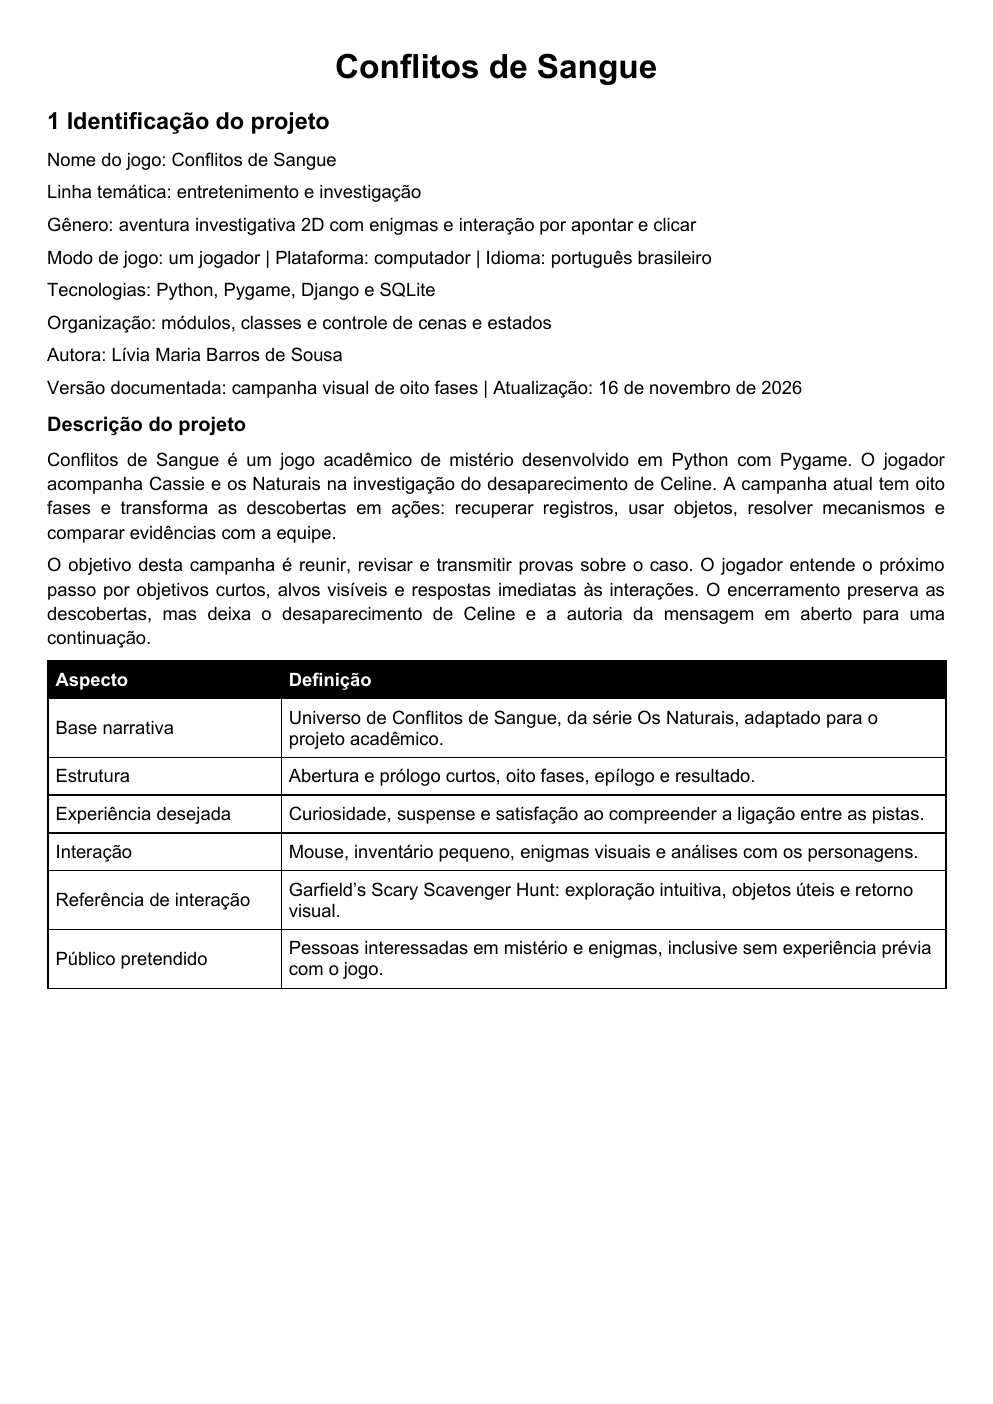 Conflitos de Sangue
1 Identificação do projeto
Nome do jogo: Conflitos de Sangue
Linha temática: entretenimento e investigação
Gênero: aventura investigativa 2D com enigmas e interação por apontar e clicar
Modo de jogo: um jogador | Plataforma: computador | Idioma: português brasileiro
Tecnologias: Python, Pygame, Django e SQLite
Organização: módulos, classes e controle de cenas e estados
Autora: Lívia Maria Barros de Sousa
Versão documentada: campanha visual de oito fases | Atualização: 16 de novembro de 2026
Descrição do projeto
Conflitos de Sangue é um jogo acadêmico de mistério desenvolvido em Python com Pygame. O jogador
acompanha Cassie e os Naturais na investigação do desaparecimento de Celine. A campanha atual tem oito
fases e transforma as descobertas em ações: recuperar registros, usar objetos, resolver mecanismos e
comparar evidências com a equipe.
O objetivo desta campanha é reunir, revisar e transmitir provas sobre o caso. O jogador entende o próximo
passo por objetivos curtos, alvos visíveis e respostas imediatas às interações. O encerramento preserva as
descobertas, mas deixa o desaparecimento de Celine e a autoria da mensagem em aberto para uma
continuação.
Aspecto Definição
Base narrativa Universo de Conflitos de Sangue, da série Os Naturais, adaptado para o
projeto acadêmico.
Estrutura Abertura e prólogo curtos, oito fases, epílogo e resultado.
Experiência desejada Curiosidade, suspense e satisfação ao compreender a ligação entre as pistas.
Interação Mouse, inventário pequeno, enigmas visuais e análises com os personagens.
Referência de interação Garfield’s Scary Scavenger Hunt: exploração intuitiva, objetos úteis e retorno
visual.
Público pretendido Pessoas interessadas em mistério e enigmas, inclusive sem experiência prévia
com o jogo.